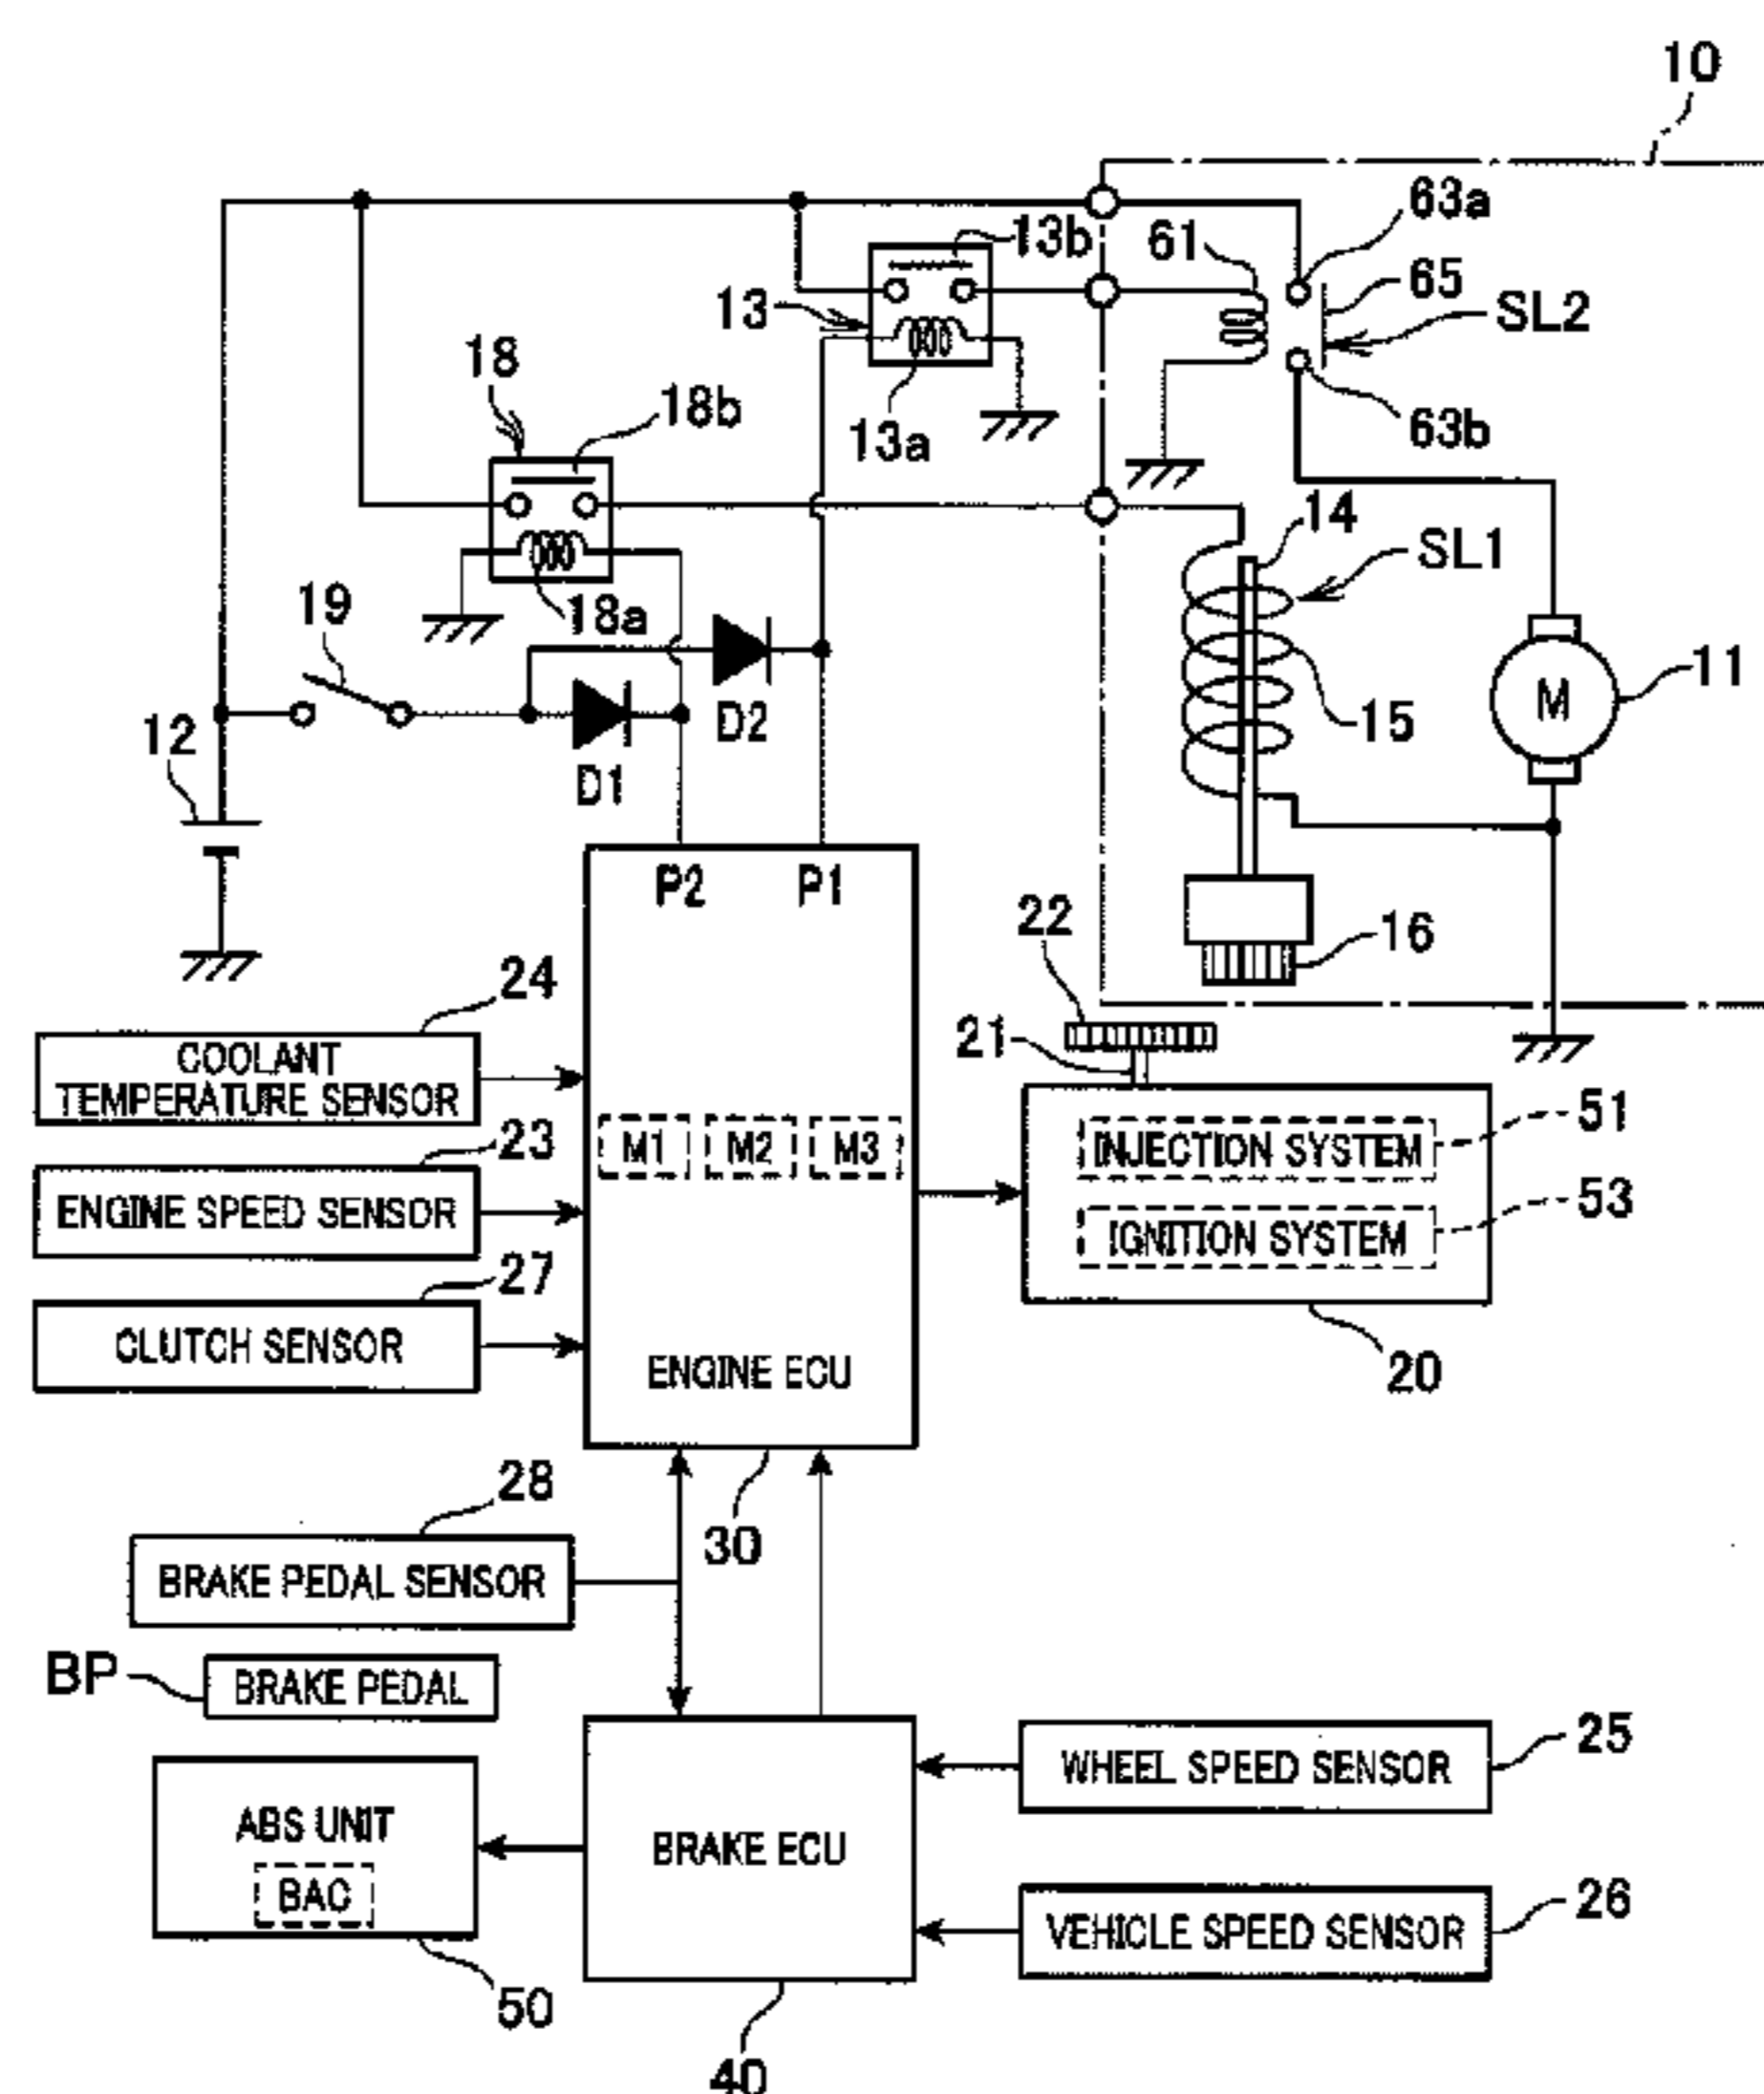 10
63a
13b
61
65
13
SL2
18
18b
13a
63b
14
SL1
19
18a
11
M
15
12
D2
D1
P2 P1
22
16
24
21
COOLANT
TEMPERATURE SENSOR
51
M1 M2 M3
INJECTION SYSTEM
23
53
ENGINE SPEED SENSOR
IGNITION SYSTEM
27
CLUTCH SENSOR
ENGINE ECU
20
28
30
BRAKE PEDAL SENSOR
BP
BRAKE PEDAL
25
WHEEL SPEED SENSOR
ABS UNIT
BRAKE ECU
BAC
26
VEHICLE SPEED SENSOR
50
40